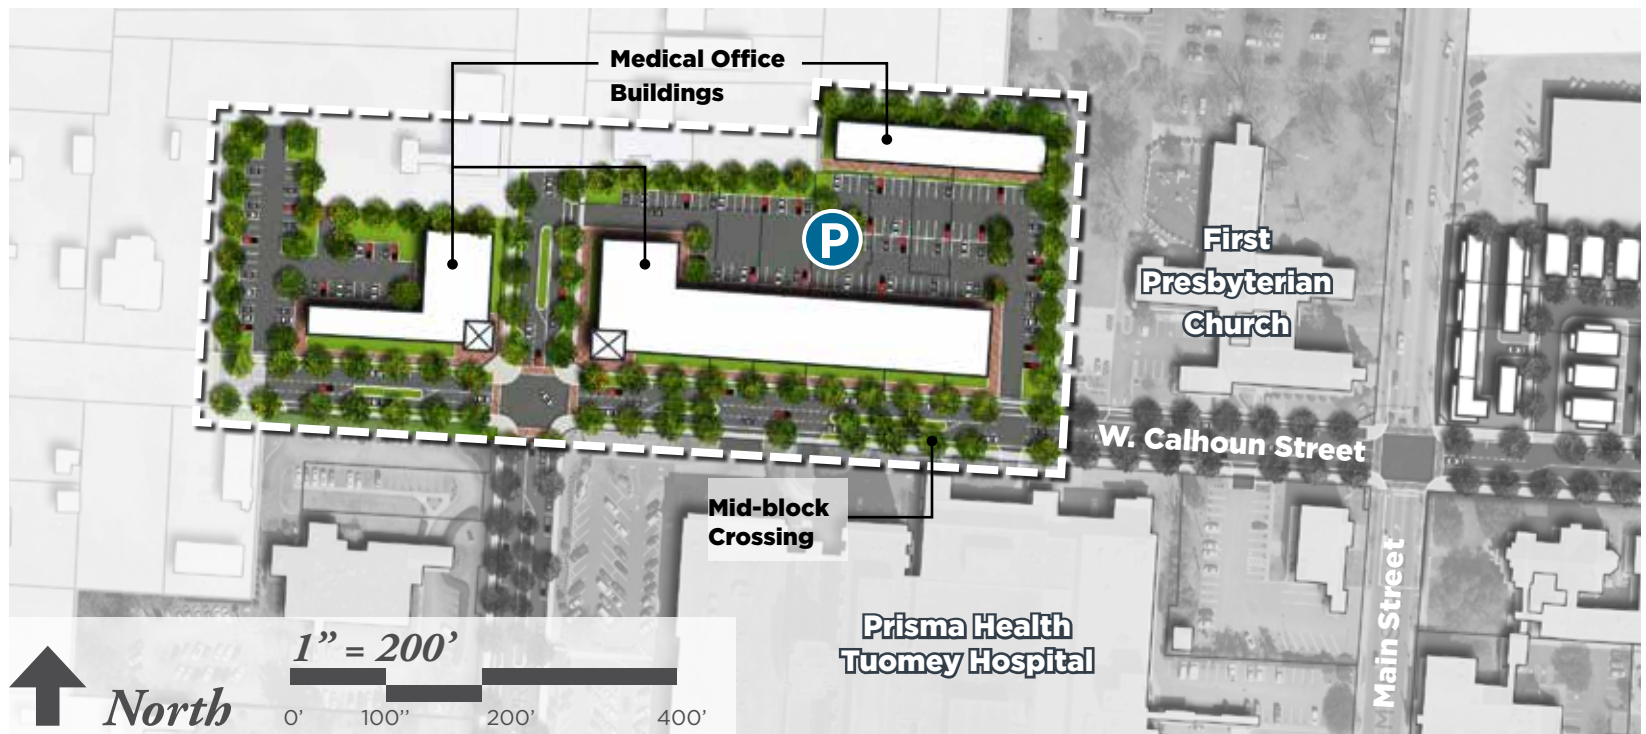 Medical Office
Buildings
P
First
Presbyterian
Church
W. Calhoun Street
Mid-block
Crossing
Prisma Health
Tuomey Hospital
Main Street
1” = 200’
North
0'
100''
200'
400'